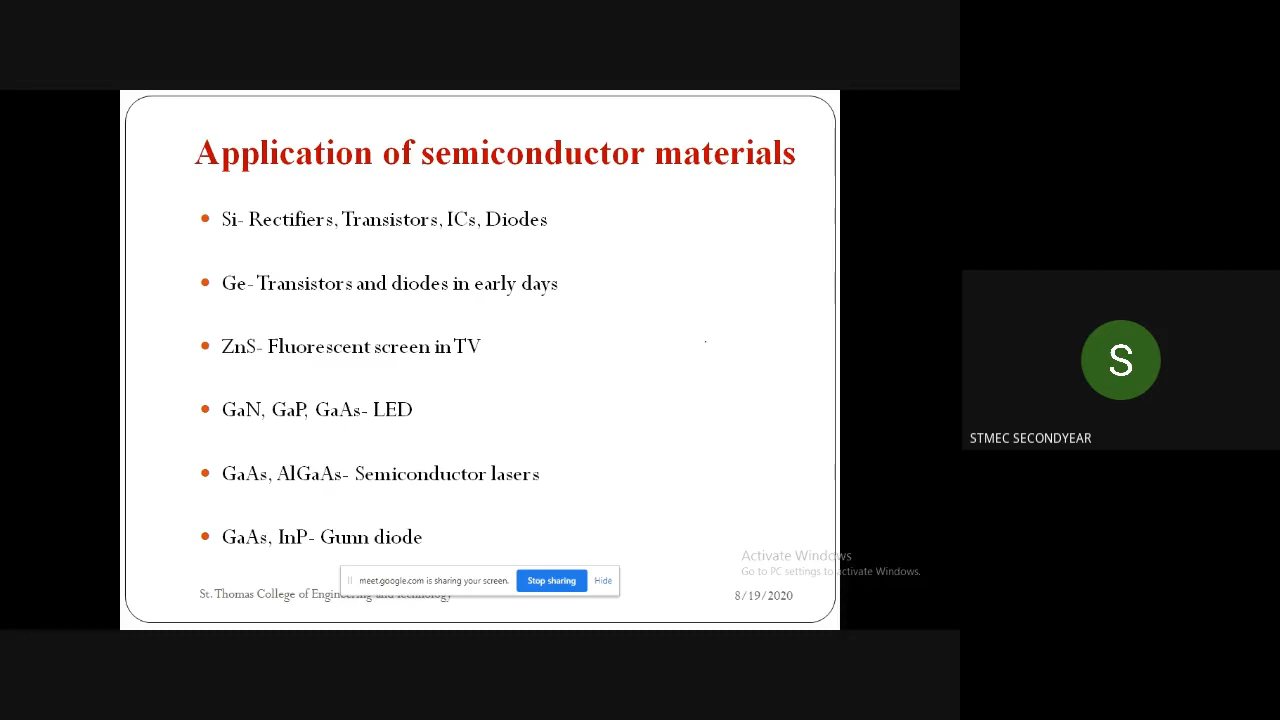 Application of semiconductor materials
• Si- Rectifiers, Transistors, ICs, Diodes
• Ge- Transistors and diodes in early days
• ZnS- Fluorescent screen in TV
• GaN, GaP, GaAs- LED
• GaAs, AlGaAs- Semiconductor lasers
• GaAs, InP- Gunn diode
meet.google.com is sharing your screen. Stop sharing Hide
St. Thomas College of Engineering and Technology
8/19/2020
Activate Windows
Go to PC settings to activate Windows.
S
STMEC SECONDYEAR